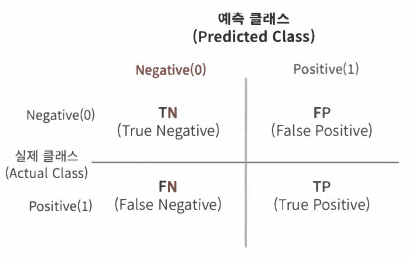 예측 클래스
(Predicted Class)
Negative(0) Positive(1)
Negative(0) TN FP
(True Negative) (False Positive)
실제 클래스
(Actual Class)
FN TP
Positive(1) (False Negative) (True Positive)